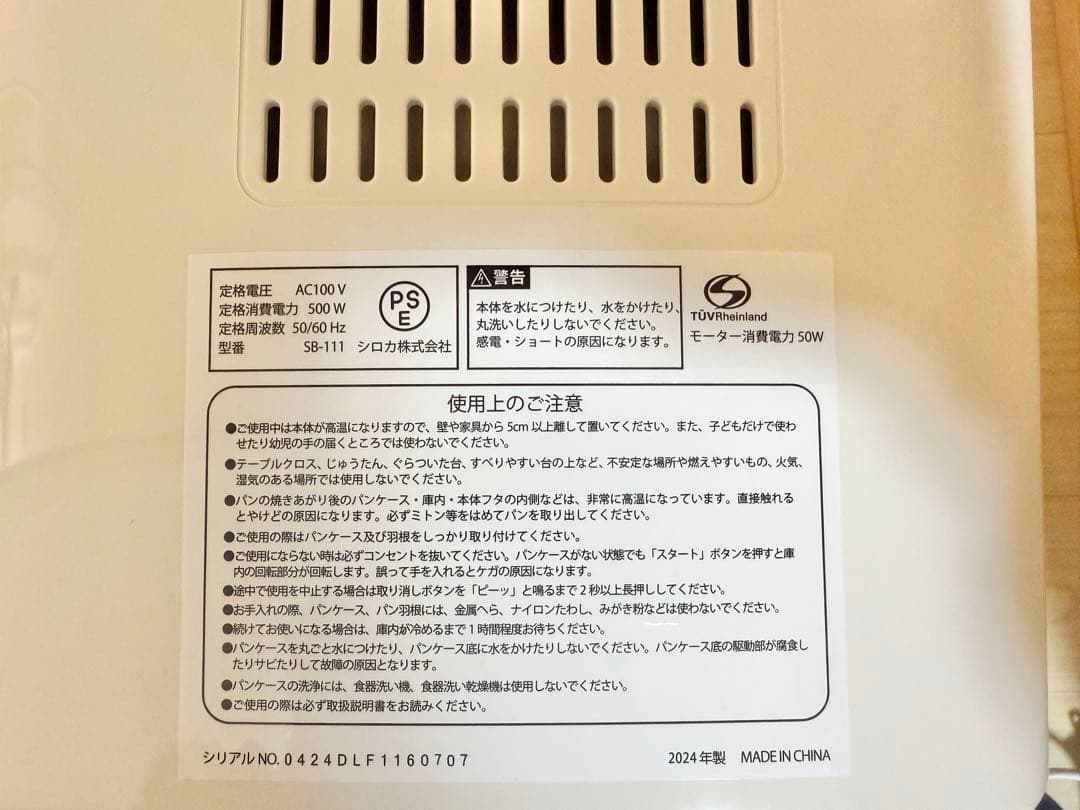 定格電圧 AC100 V
定格消費電力 500 W
定格周波数 50/60 Hz
型番 SB-111
PS
E
シロカ株式会社
警告
本体を水につけたり、水をかけたり、
丸洗いしたりしないでください。
感電・ショートの原因になります。
TÜVRheinland
モーター消費電力 50W
使用上のご注意
●ご使用中は本体が高温になりますので、壁や家具から 5cm 以上離して置いてください。また、子どもだけで使わ
せたり幼児の手の届くところでは使わないでください。
●テーブルクロス、じゅうたん、ぐらついた台、すべりやすい台の上など、不安定な場所や燃えやすいもの、火気、
湿気のある場所では使用しないでください。
●パンの焼きあがり後のパンケース・庫内・本体フタの内側などは、非常に高温になっています。直接触れる
とやけどの原因になります。必ずミトン等をはめてパンを取り出してください。
●ご使用の際はパンケース及び羽根をしっかり取り付けてください。
●ご使用にならない時は必ずコンセントを抜いてください。パンケースがない状態でも「スタート」ボタンを押すと庫
内の回転部分が回転します。誤って手を入れるとケガの原因になります。
●途中で使用を中止する場合は取り消しボタンを「ピーッ」と鳴るまで 2 秒以上長押ししてください。
●お手入れの際、パンケース、パン羽根には、金属へら、ナイロンたわし、みがき粉などは使わないでください。
●続けてお使いになる場合は、庫内が冷めるまで 1 時間程度お待ちください。
●パンケースを丸ごと水につけたり、パンケース底に水をかけたりしないでください。パンケース底の駆動部が腐食し
たりサビたりして故障の原因となります。
●パンケースの洗浄には、食器洗い機、食器洗い乾燥機は使用しないでください。
●ご使用の際は必ず取扱説明書をお読みください。
シリアル NO. 0424DLF1160707
2024 年製 MADE IN CHINA